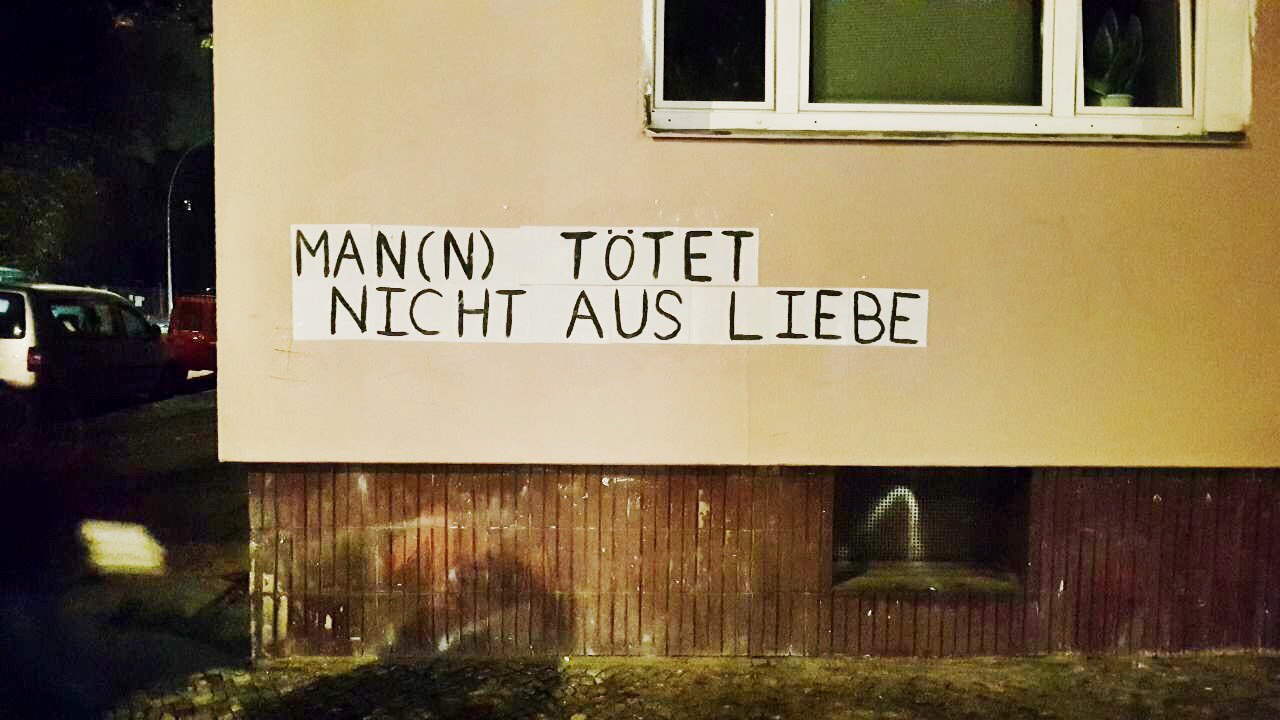 MAN(N) TÖTET
NICHT AUS LIEBE